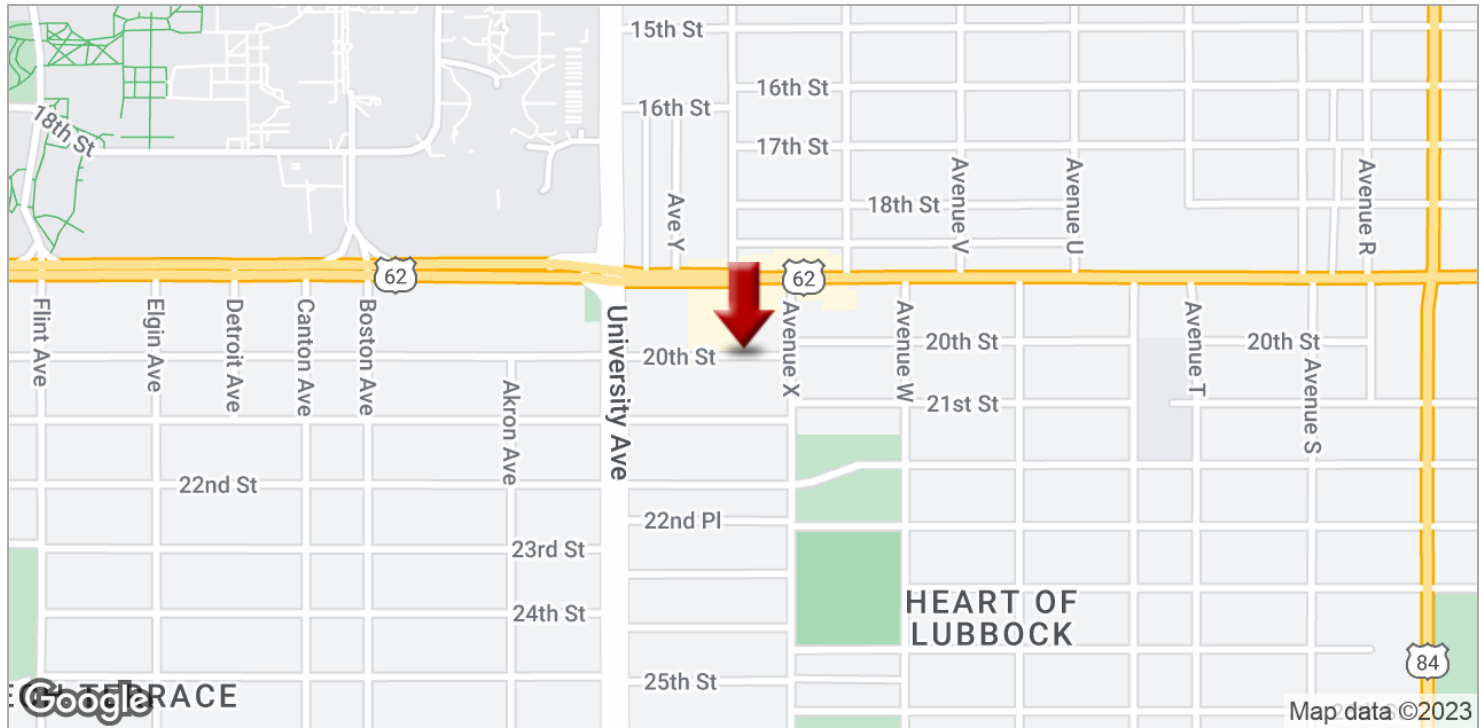 15th St
16th St
16th St
18th St
17th St
Avenue V
Avenue U
Avenue R
Ave Y
18th St
62
62
Flint Ave
Elgin Ave
Detroit Ave
Canton Ave
Boston Ave
University Ave
Avenue X
Avenue W
Avenue T
20th St
20th St
20th St
Akron Ave
Avenue S
21st St
22nd St
22nd Pl
23rd St
HEART OF
LUBBOCK
24th St
84
25th St
TERRACE
Google
Map data ©2023